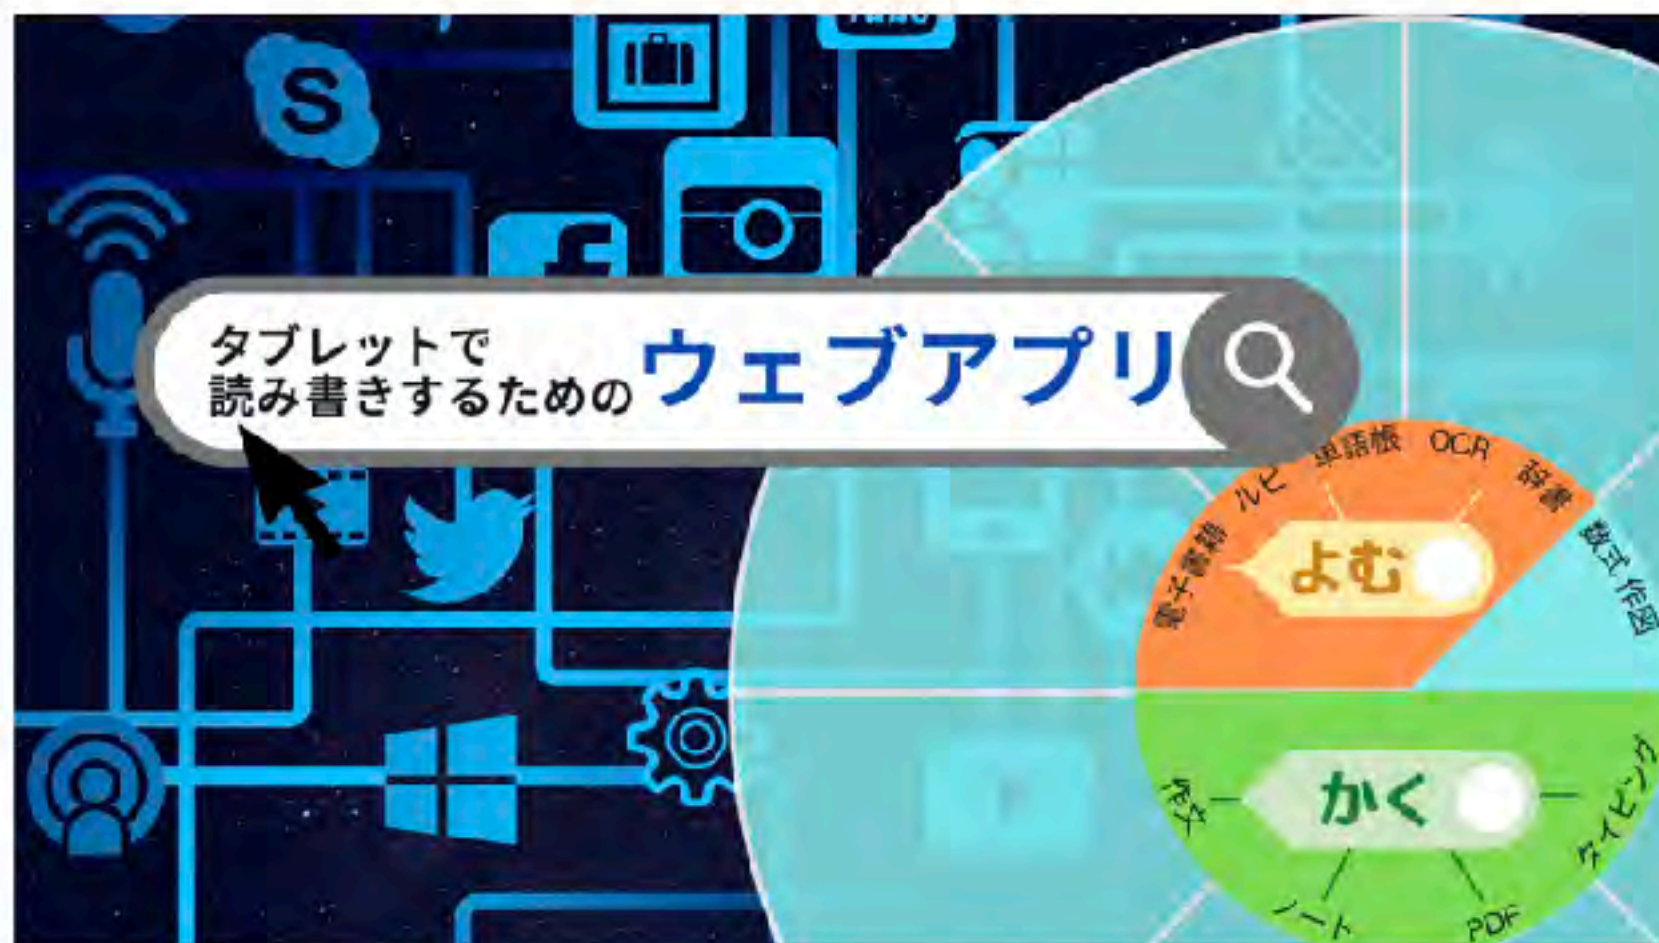 タブレットで
読み書きするための
ウェブアプリ
電子書籍
ルビ
単語帳
OCR
辞書
よむ
数式
作図
かく
作文
ノート
PDF
タイピング